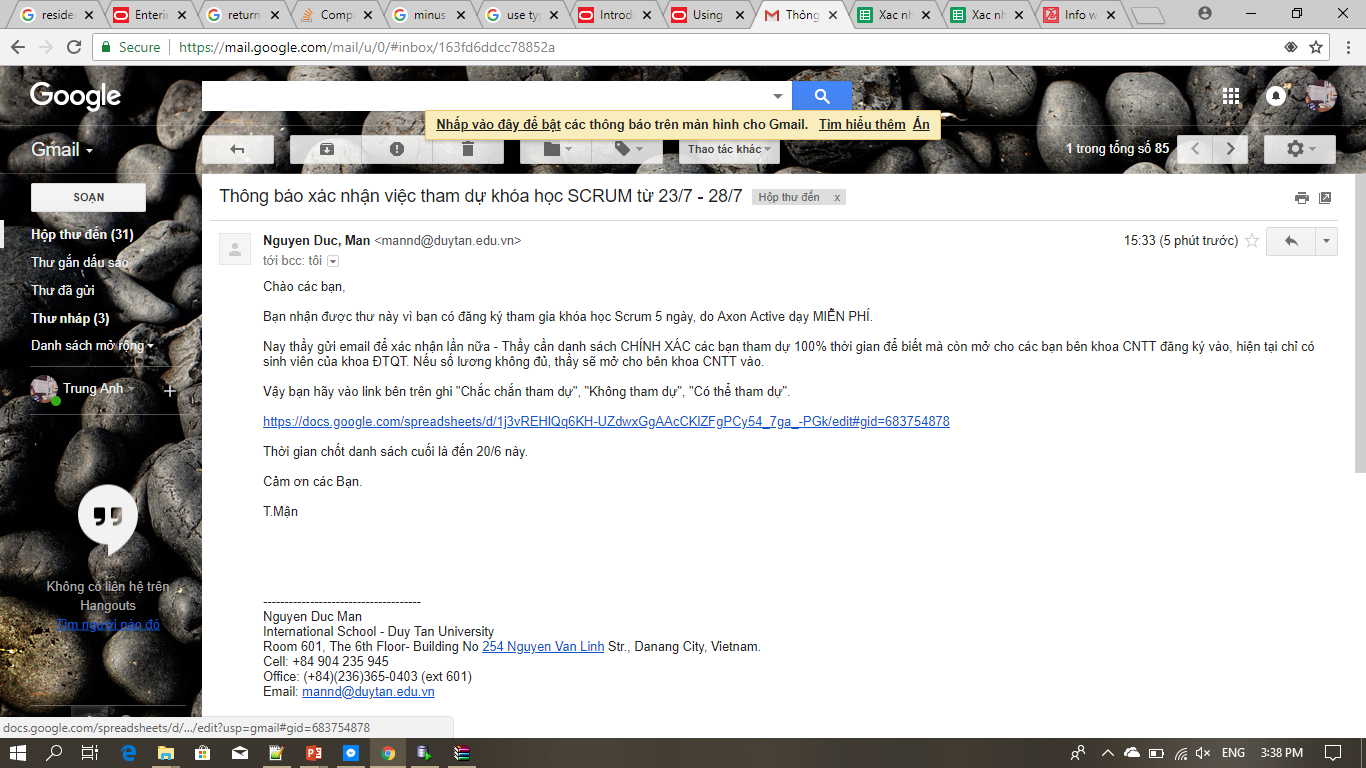 reside
Enterin
return
Compa
minus
use typ
Introdu
Using
Thông
Xac nh
Xac nh
Info w
Secure
https://mail.google.com/mail/u/0/#inbox/163fd6ddcc78852a
Google
Nhấp vào đây để bật các thông báo trên màn hình cho Gmail. Tìm hiểu thêm Ẩn
Gmail
Thao tác khác
1 trong tổng số 85
SOẠN
Thông báo xác nhận việc tham dự khóa học SCRUM từ 23/7 - 28/7
Hộp thư đến x
Hộp thư đến (31)
Thư gắn dấu sao
Thư đã gửi
Thư nháp (3)
Danh sách mở rộng
Trung Anh
Nguyen Duc, Man <mannd@duytan.edu.vn>
15:33 (5 phút trước)
tới bcc: tôi
Chào các bạn,
Bạn nhận được thư này vì bạn có đăng ký tham gia khóa học Scrum 5 ngày, do Axon Active dạy MIỄN PHÍ.
Nay thầy gửi email để xác nhận lần nữa - Thầy cần danh sách CHÍNH XÁC các bạn tham dự 100% thời gian để biết mà còn mở cho các bạn bên khoa CNTT đăng ký vào, hiện tại chỉ có
sinh viên của khoa ĐTQT. Nếu số lương không đủ, thầy sẽ mở cho bên khoa CNTT vào.
Vậy bạn hãy vào link bên trên ghi "Chắc chắn tham dự", "Không tham dự", "Có thể tham dự".
https://docs.google.com/spreadsheets/d/1j3vREHIQq6KH-UZdwxGgAAcCKlZFgPCy54_7ga_-PGk/edit#gid=683754878
Thời gian chốt danh sách cuối là đến 20/6 này.
Cảm ơn các Bạn.
T.Mận
-------------------------------------
Nguyen Duc Man
International School - Duy Tan University
Room 601, The 6th Floor- Building No 254 Nguyen Van Linh Str., Danang City, Vietnam.
Cell: +84 904 235 945
Office: (+84)(236)365-0403 (ext 601)
Email: mannd@duytan.edu.vn
Không có liên hệ trên
Hangouts
Tìm người nào đó
docs.google.com/spreadsheets/d/.../edit?usp=gmail#gid=683754878
ENG
3:38 PM